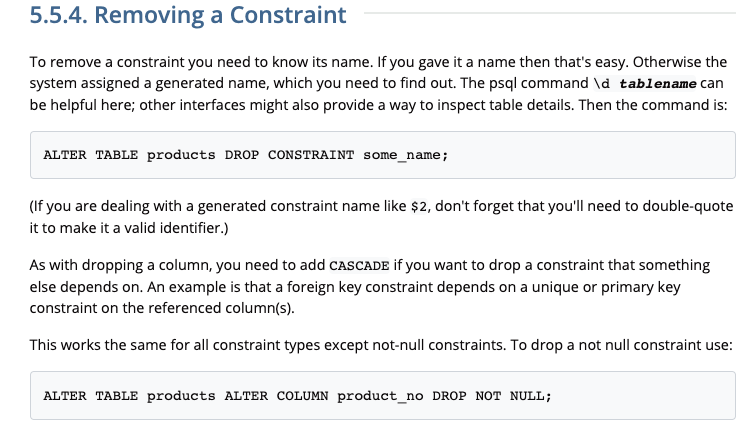 5.5.4. Removing a Constraint
To remove a constraint you need to know its name. If you gave it a name then that's easy. Otherwise the
system assigned a generated name, which you need to find out. The psql command \d tablename can
be helpful here; other interfaces might also provide a way to inspect table details. Then the command is:
ALTER TABLE products DROP CONSTRAINT some_name;
(If you are dealing with a generated constraint name like $2, don't forget that you'll need to double-quote
it to make it a valid identifier.)
As with dropping a column, you need to add CASCADE if you want to drop a constraint that something
else depends on. An example is that a foreign key constraint depends on a unique or primary key
constraint on the referenced column(s).
This works the same for all constraint types except not-null constraints. To drop a not null constraint use:
ALTER TABLE products ALTER COLUMN product_no DROP NOT NULL;